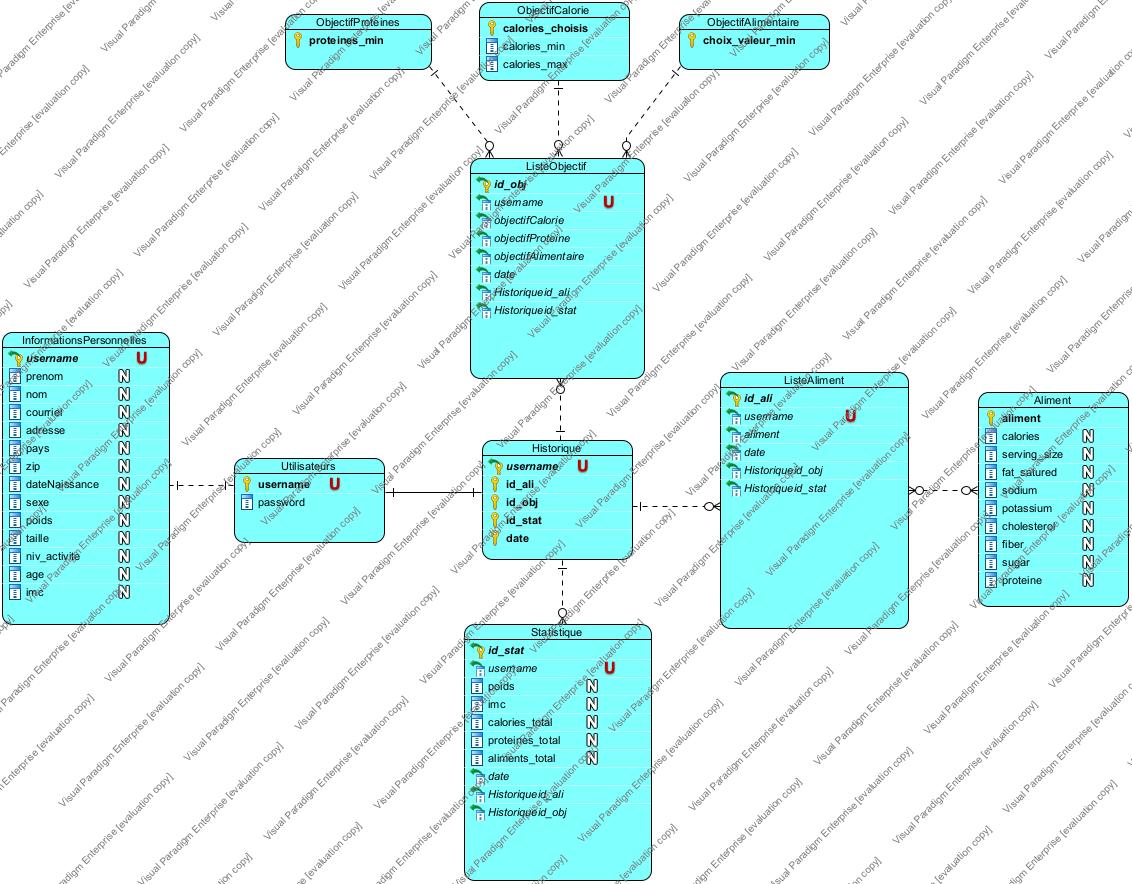 ObjectifProteines
proteines_min
ObjectifCalorie
calories_choisis
calories_min
calories_max
ObjectifAlimentaire
choix_valeur_min
ListeObjectif
id_obj
username U
objectifCalorie
objectifProteine
objectifAlimentaire
date
Historiqueid_ali
Historiqueid_stat
InformationsPersonnelles
username U
prenom N
nom N
courriel N
adresse N
pays N
zip N
dateNaissance N
sexe N
poids N
taille N
niv_activité N
age N
imc N
Utilisateurs
username U
password
Historique
username U
id_ali
id_obj
id_stat
date
ListeAliment
id_ali
username U
aliment
date
Historiqueid_obj
Historiqueid_stat
Aliment
aliment
calories N
serving_size N
fat_satured N
sodium N
potassium N
cholesterol N
fiber N
sugar N
proteine N
Statistique
id_stat
username U
poids N
imc N
calories_total N
proteines_total N
aliments_total N
date
Historiqueid_ali
Historiqueid_obj
Visual Paradigm Enterprise [evaluation copy]